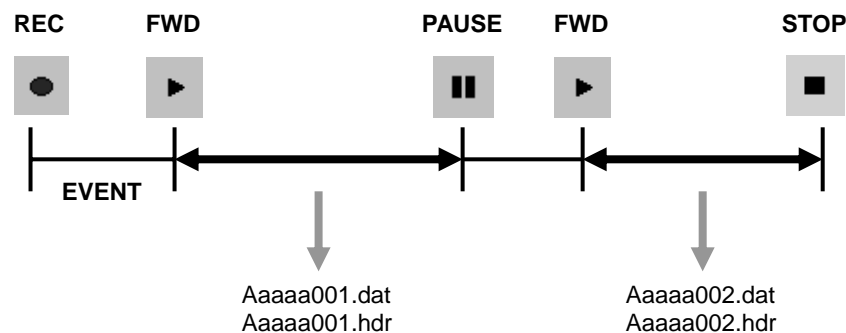 REC FWD PAUSE FWD STOP
EVENT
Aaaaa001.dat Aaaaa002.dat
Aaaaa001.hdr Aaaaa002.hdr